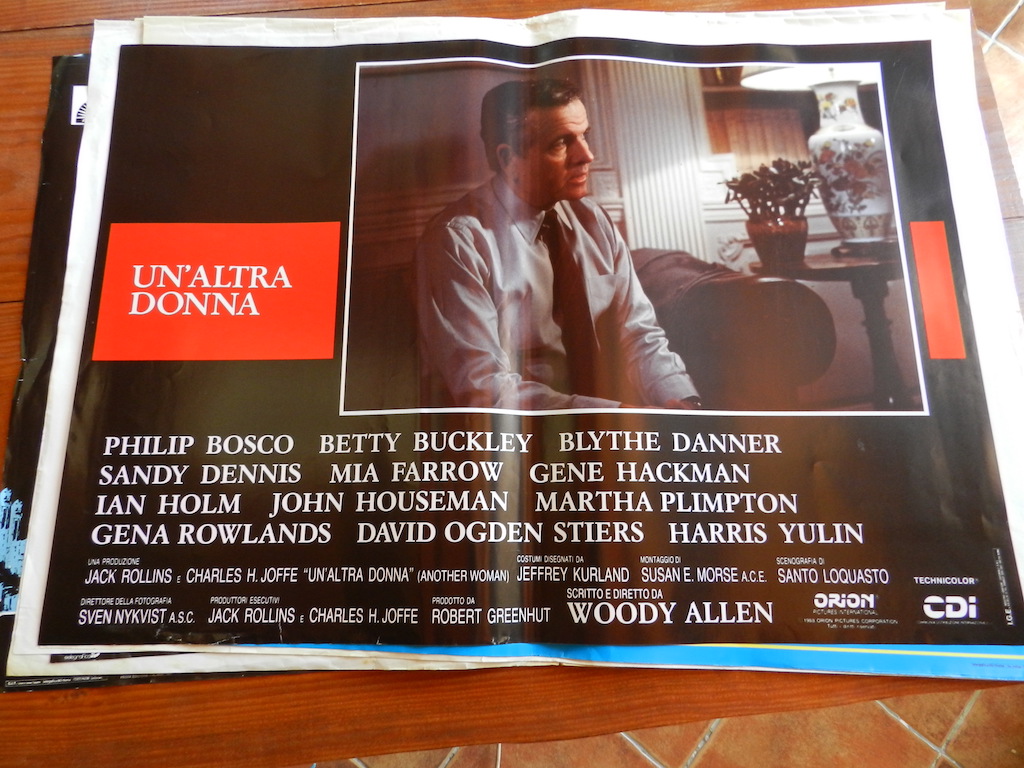 UN'ALTRA
DONNA
PHILIP BOSCO BETTY BUCKLEY BLYTHE DANNER
SANDY DENNIS MIA FARROW GENE HACKMAN
IAN HOLM JOHN HOUSEMAN MARTHA PLIMPTON
GENA ROWLANDS DAVID OGDEN STIERS HARRIS YULIN
UNA PRODUZIONE COSTUMI DISEGNATI DA MONTAGGIO DI SCENOGRAFIA DI
JACK ROLLINS E CHARLES H. JOFFE "UN'ALTRA DONNA" (ANOTHER WOMAN) JEFFREY KURLAND SUSAN E. MORSE A.C.E. SANTO LOQUASTO
TECHNICOLOR
DIRETTORE DELLA FOTOGRAFIA PRODUTTORI ESECUTIVI PRODOTTO DA SCRITTO E DIRETTO DA
SVEN NYKVIST A.S.C. JACK ROLLINS E CHARLES H. JOFFE ROBERT GREENHUT WOODY ALLEN
ORION
PICTURES INTERNATIONAL
CDI